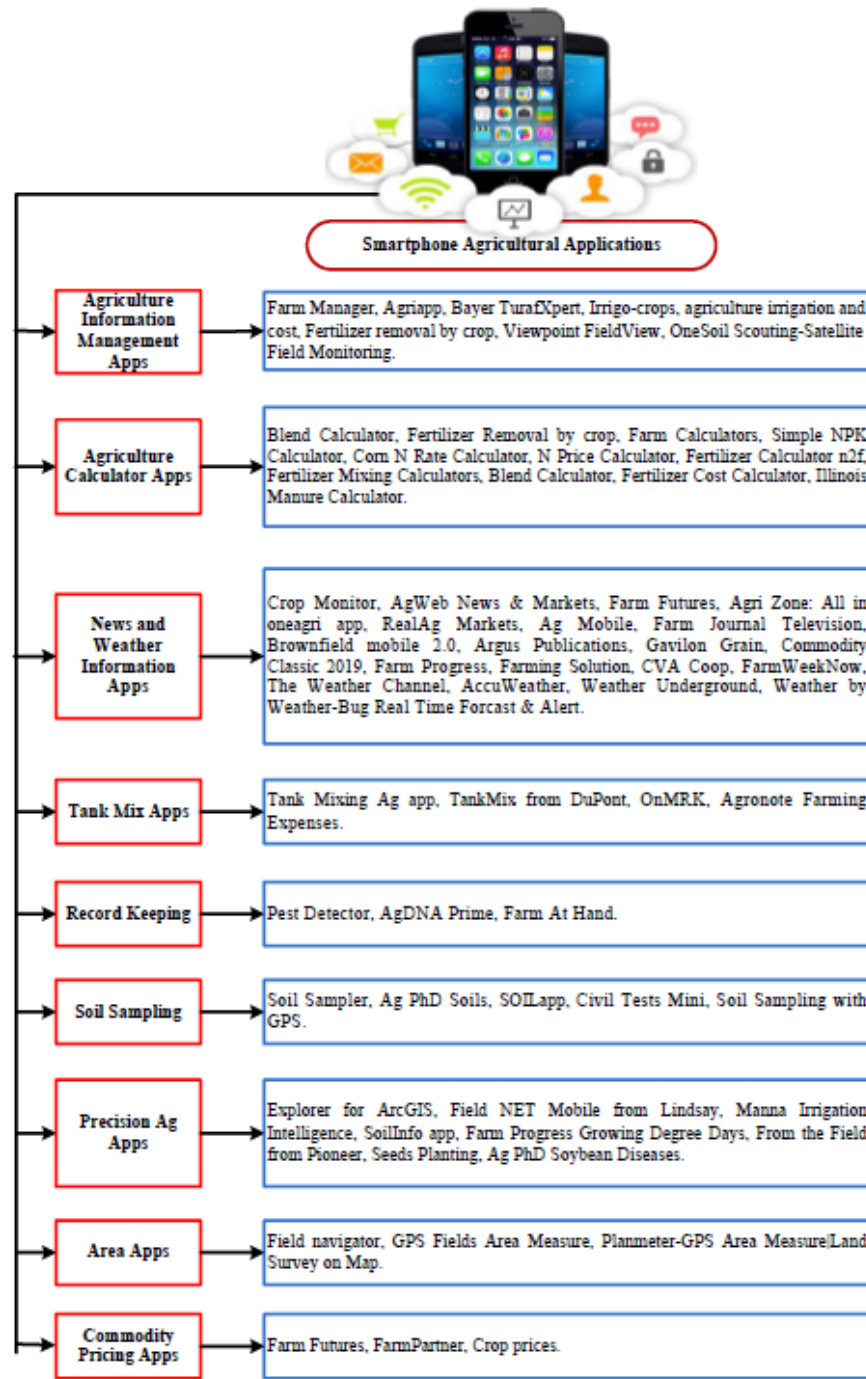 Smartphone Agricultural Applications
Agriculture
Information
Management
Apps
Farm Manager, Agriapp, Bayer TurafXpert, Irrigo-crops, agriculture irrigation and
cost, Fertilizer removal by crop, Viewpoint FieldView, OneSoil Scouting-Satellite
Field Monitoring.
Agriculture
Calculator Apps
Blend Calculator, Fertilizer Removal by crop, Farm Calculators, Simple NPK
Calculator, Corn N Rate Calculator, N Price Calculator, Fertilizer Calculator n2f,
Fertilizer Mixing Calculators, Blend Calculator, Fertilizer Cost Calculator, Illinois
Manure Calculator.
News and
Weather
Information
Apps
Crop Monitor, AgWeb News & Markets, Farm Futures, Agri Zone: All in
oneagri app, RealAg Markets, Ag Mobile, Farm Journal Television,
Brownfield mobile 2.0, Argus Publications, Gavilon Grain, Commodity
Classic 2019, Farm Progress, Farming Solution, CVA Coop, FarmWeekNow,
The Weather Channel, AccuWeather, Weather Underground, Weather by
Weather-Bug Real Time Forcast & Alert.
Tank Mix Apps
Tank Mixing Ag app, TankMix from DuPont, OnMRK, Agronote Farming
Expenses.
Record Keeping
Pest Detector, AgDNA Prime, Farm At Hand.
Soil Sampling
Soil Sampler, Ag PhD Soils, SOILapp, Civil Tests Mini, Soil Sampling with
GPS.
Precision Ag
Apps
Explorer for ArcGIS, Field NET Mobile from Lindsay, Manna Irrigation
Intelligence, SoilInfo app, Farm Progress Growing Degree Days, From the Field
from Pioneer, Seeds Planting, Ag PhD Soybean Diseases.
Area Apps
Field navigator, GPS Fields Area Measure, Planmeter-GPS Area Measure|Land
Survey on Map.
Commodity
Pricing Apps
Farm Futures, FarmPartner, Crop prices.